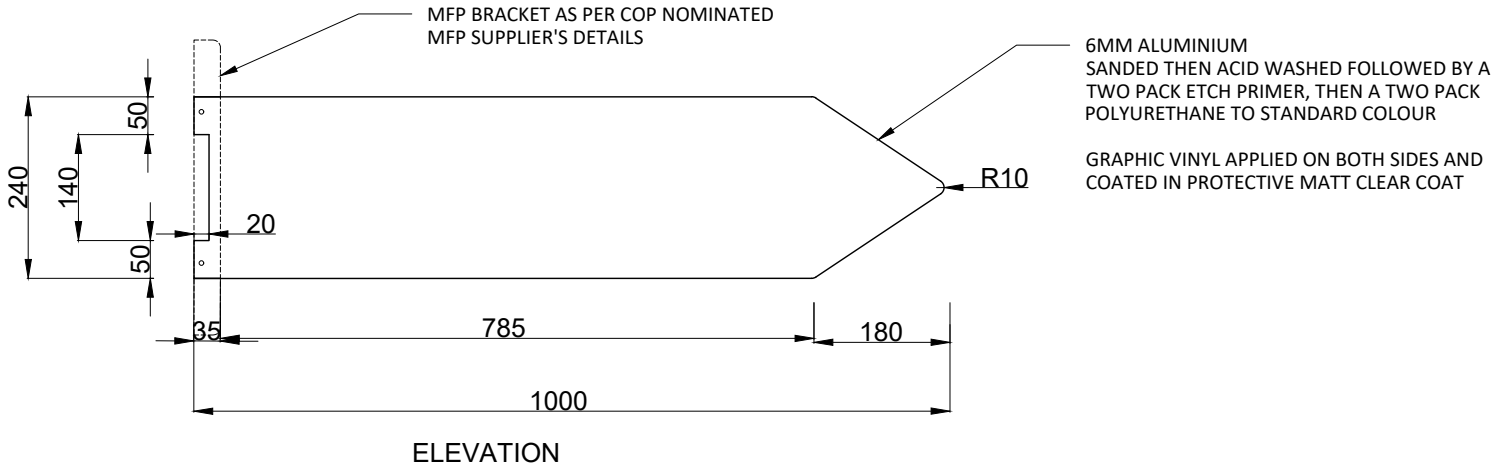 MFP BRACKET AS PER COP NOMINATED
MFP SUPPLIER'S DETAILS
6MM ALUMINIUM
SANDED THEN ACID WASHED FOLLOWED BY A
TWO PACK ETCH PRIMER, THEN A TWO PACK
POLYURETHANE TO STANDARD COLOUR
GRAPHIC VINYL APPLIED ON BOTH SIDES AND
COATED IN PROTECTIVE MATT CLEAR COAT
50
240
140
R10
20
50
35
785
180
1000
ELEVATION